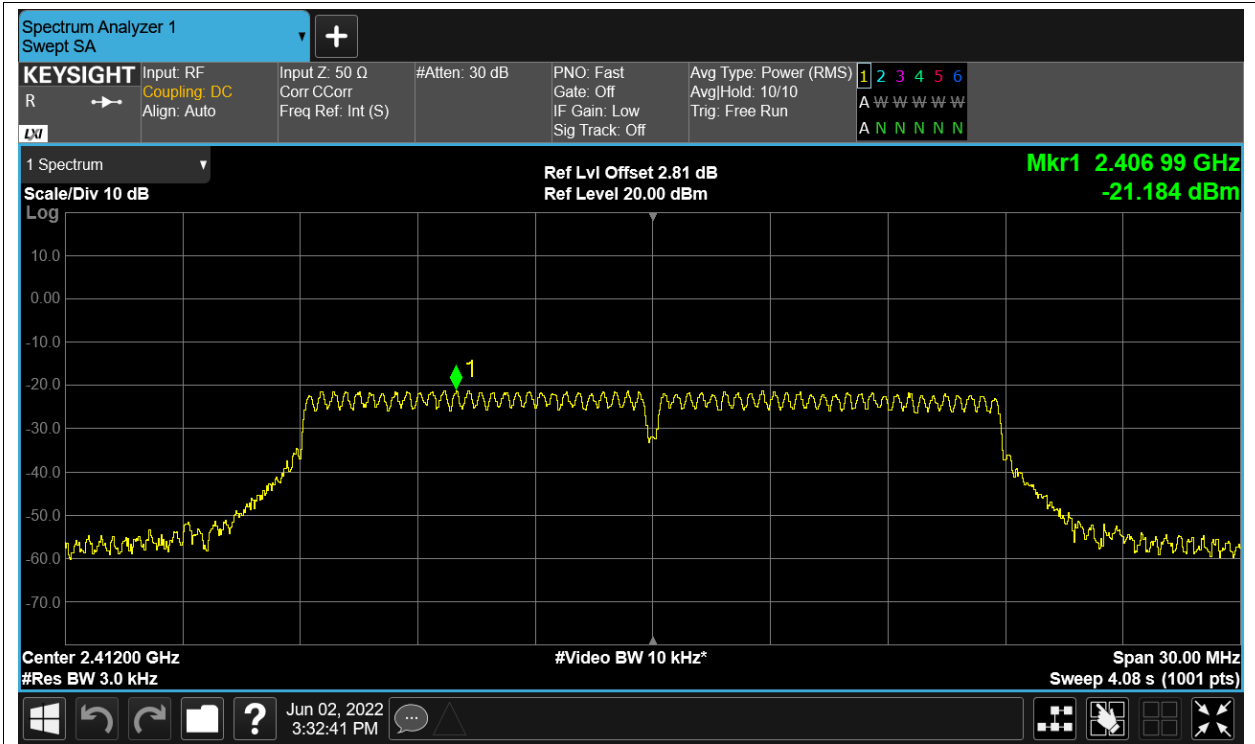 Spectrum Analyzer 1
Swept SA
KEYSIGHT
R
LXI
Input: RF
Coupling: DC
Align: Auto
Input Z: 50 Ω
Corr CCorr
Freq Ref: Int (S)
#Atten: 30 dB
PNO: Fast
Gate: Off
IF Gain: Low
Sig Track: Off
Avg Type: Power (RMS)
Avg|Hold: 10/10
Trig: Free Run
1 2 3 4 5 6
A W W W W W
A N N N N N
1 Spectrum
Scale/Div 10 dB
Log
Ref Lvl Offset 2.81 dB
Ref Level 20.00 dBm
Mkr1 2.406 99 GHz
-21.184 dBm
10.0
0.00
-10.0
-20.0
-30.0
-40.0
-50.0
-60.0
-70.0
1
Center 2.41200 GHz
#Res BW 3.0 kHz
#Video BW 10 kHz*
Span 30.00 MHz
Sweep 4.08 s (1001 pts)
?
Jun 02, 2022
3:32:41 PM